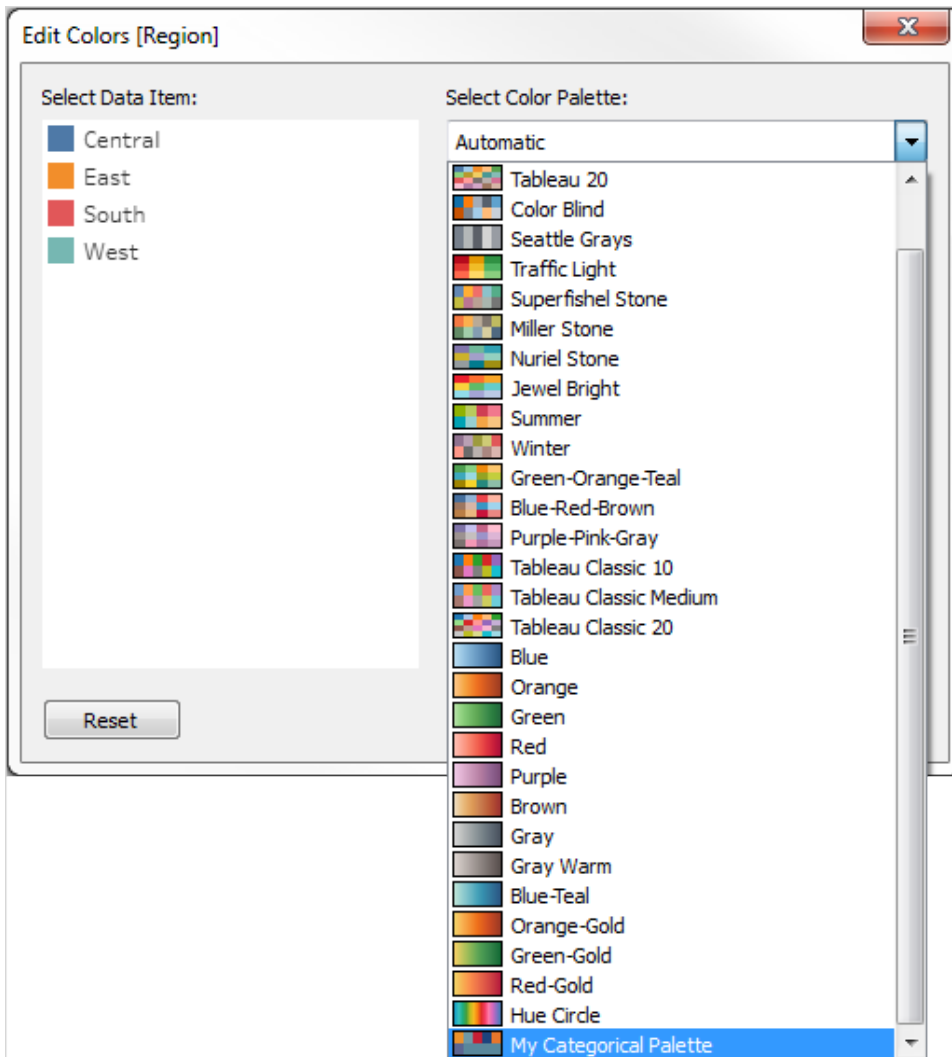 Edit Colors [Region]
Select Data Item:
Central
East
South
West
Reset
Select Color Palette:
Automatic
Tableau 20
Color Blind
Seattle Grays
Traffic Light
Superfishel Stone
Miller Stone
Nuriel Stone
Jewel Bright
Summer
Winter
Green-Orange-Teal
Blue-Red-Brown
Purple-Pink-Gray
Tableau Classic 10
Tableau Classic Medium
Tableau Classic 20
Blue
Orange
Green
Red
Purple
Brown
Gray
Gray Warm
Blue-Teal
Orange-Gold
Green-Gold
Red-Gold
Hue Circle
My Categorical Palette